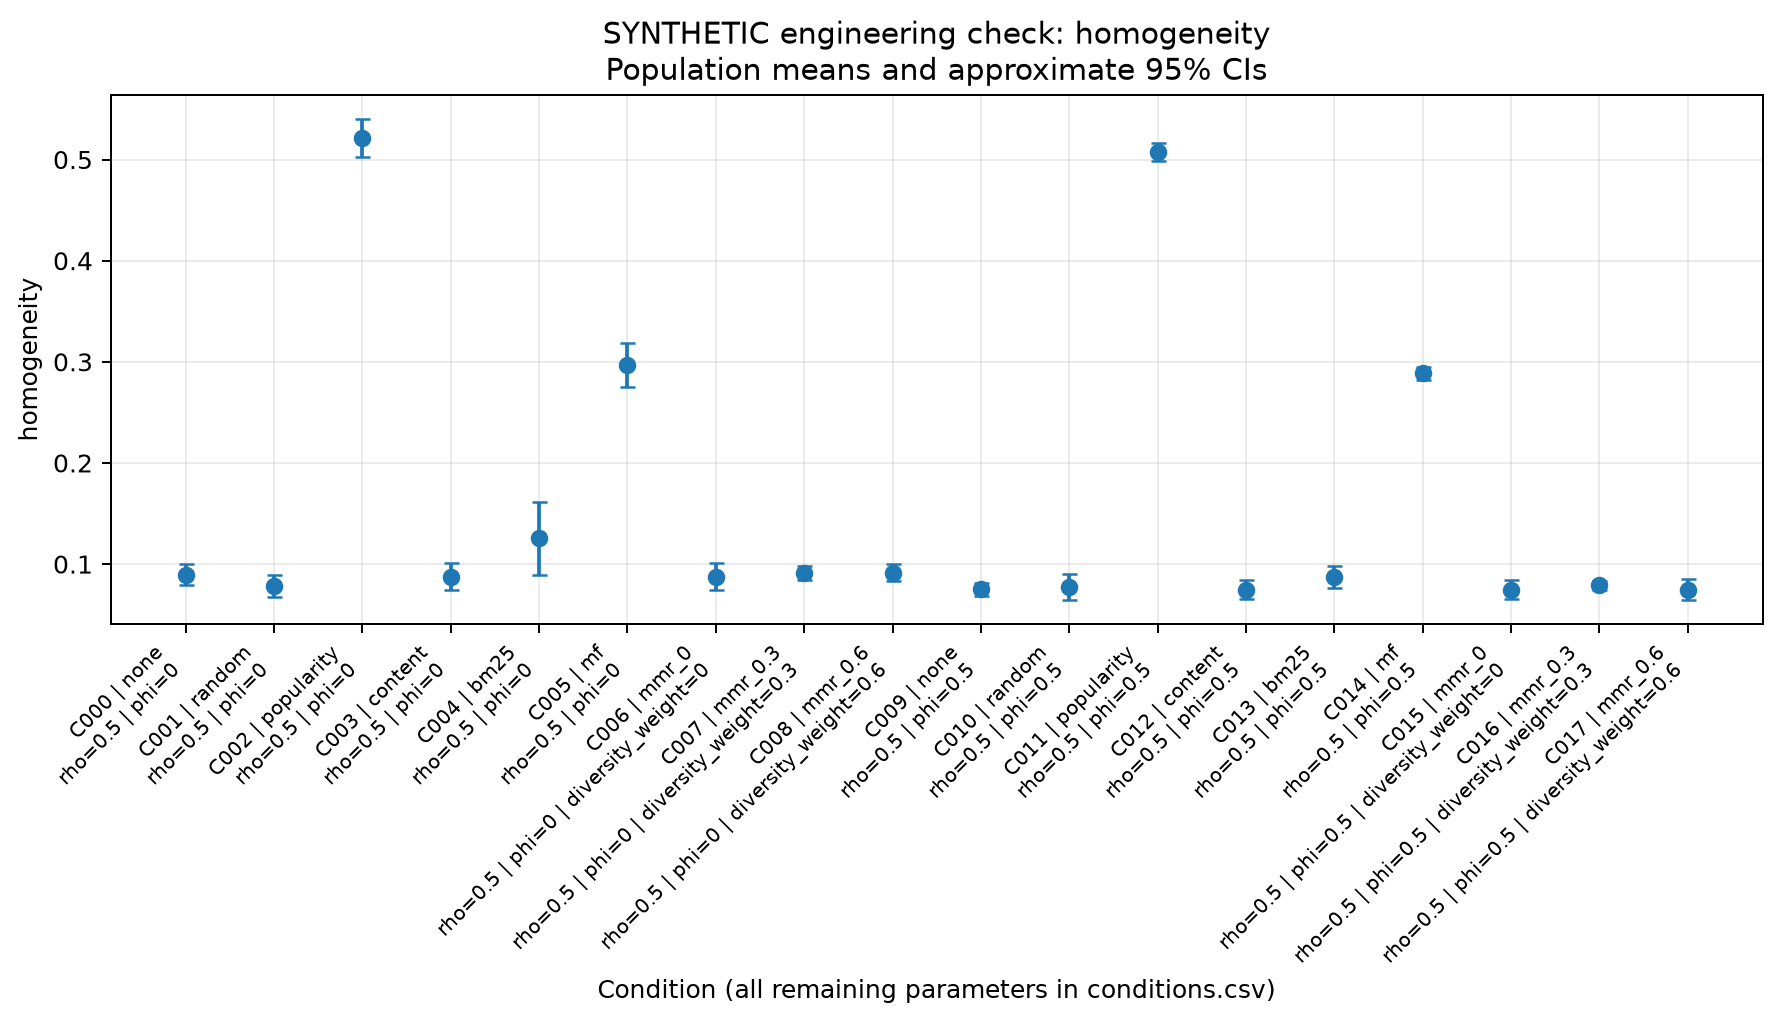 SYNTHETIC engineering check: homogeneity
Population means and approximate 95% CIs
homogeneity
0.5
0.4
0.3
0.2
0.1
C000 | none
rho=0.5 | phi=0
C001 | random
rho=0.5 | phi=0
C002 | popularity
rho=0.5 | phi=0
C003 | content
rho=0.5 | phi=0
C004 | bm25
rho=0.5 | phi=0
C005 | mf
rho=0.5 | phi=0
C006 | mmr_0
rho=0.5 | phi=0 | diversity_weight=0
C007 | mmr_0.3
rho=0.5 | phi=0 | diversity_weight=0.3
C008 | mmr_0.6
rho=0.5 | phi=0 | diversity_weight=0.6
C009 | none
rho=0.5 | phi=0.5
C010 | random
rho=0.5 | phi=0.5
C011 | popularity
rho=0.5 | phi=0.5
C012 | content
rho=0.5 | phi=0.5
C013 | bm25
rho=0.5 | phi=0.5
C014 | mf
rho=0.5 | phi=0.5
C015 | mmr_0
rho=0.5 | phi=0.5 | diversity_weight=0
C016 | mmr_0.3
rho=0.5 | phi=0.5 | diversity_weight=0.3
C017 | mmr_0.6
rho=0.5 | phi=0.5 | diversity_weight=0.6
Condition (all remaining parameters in conditions.csv)